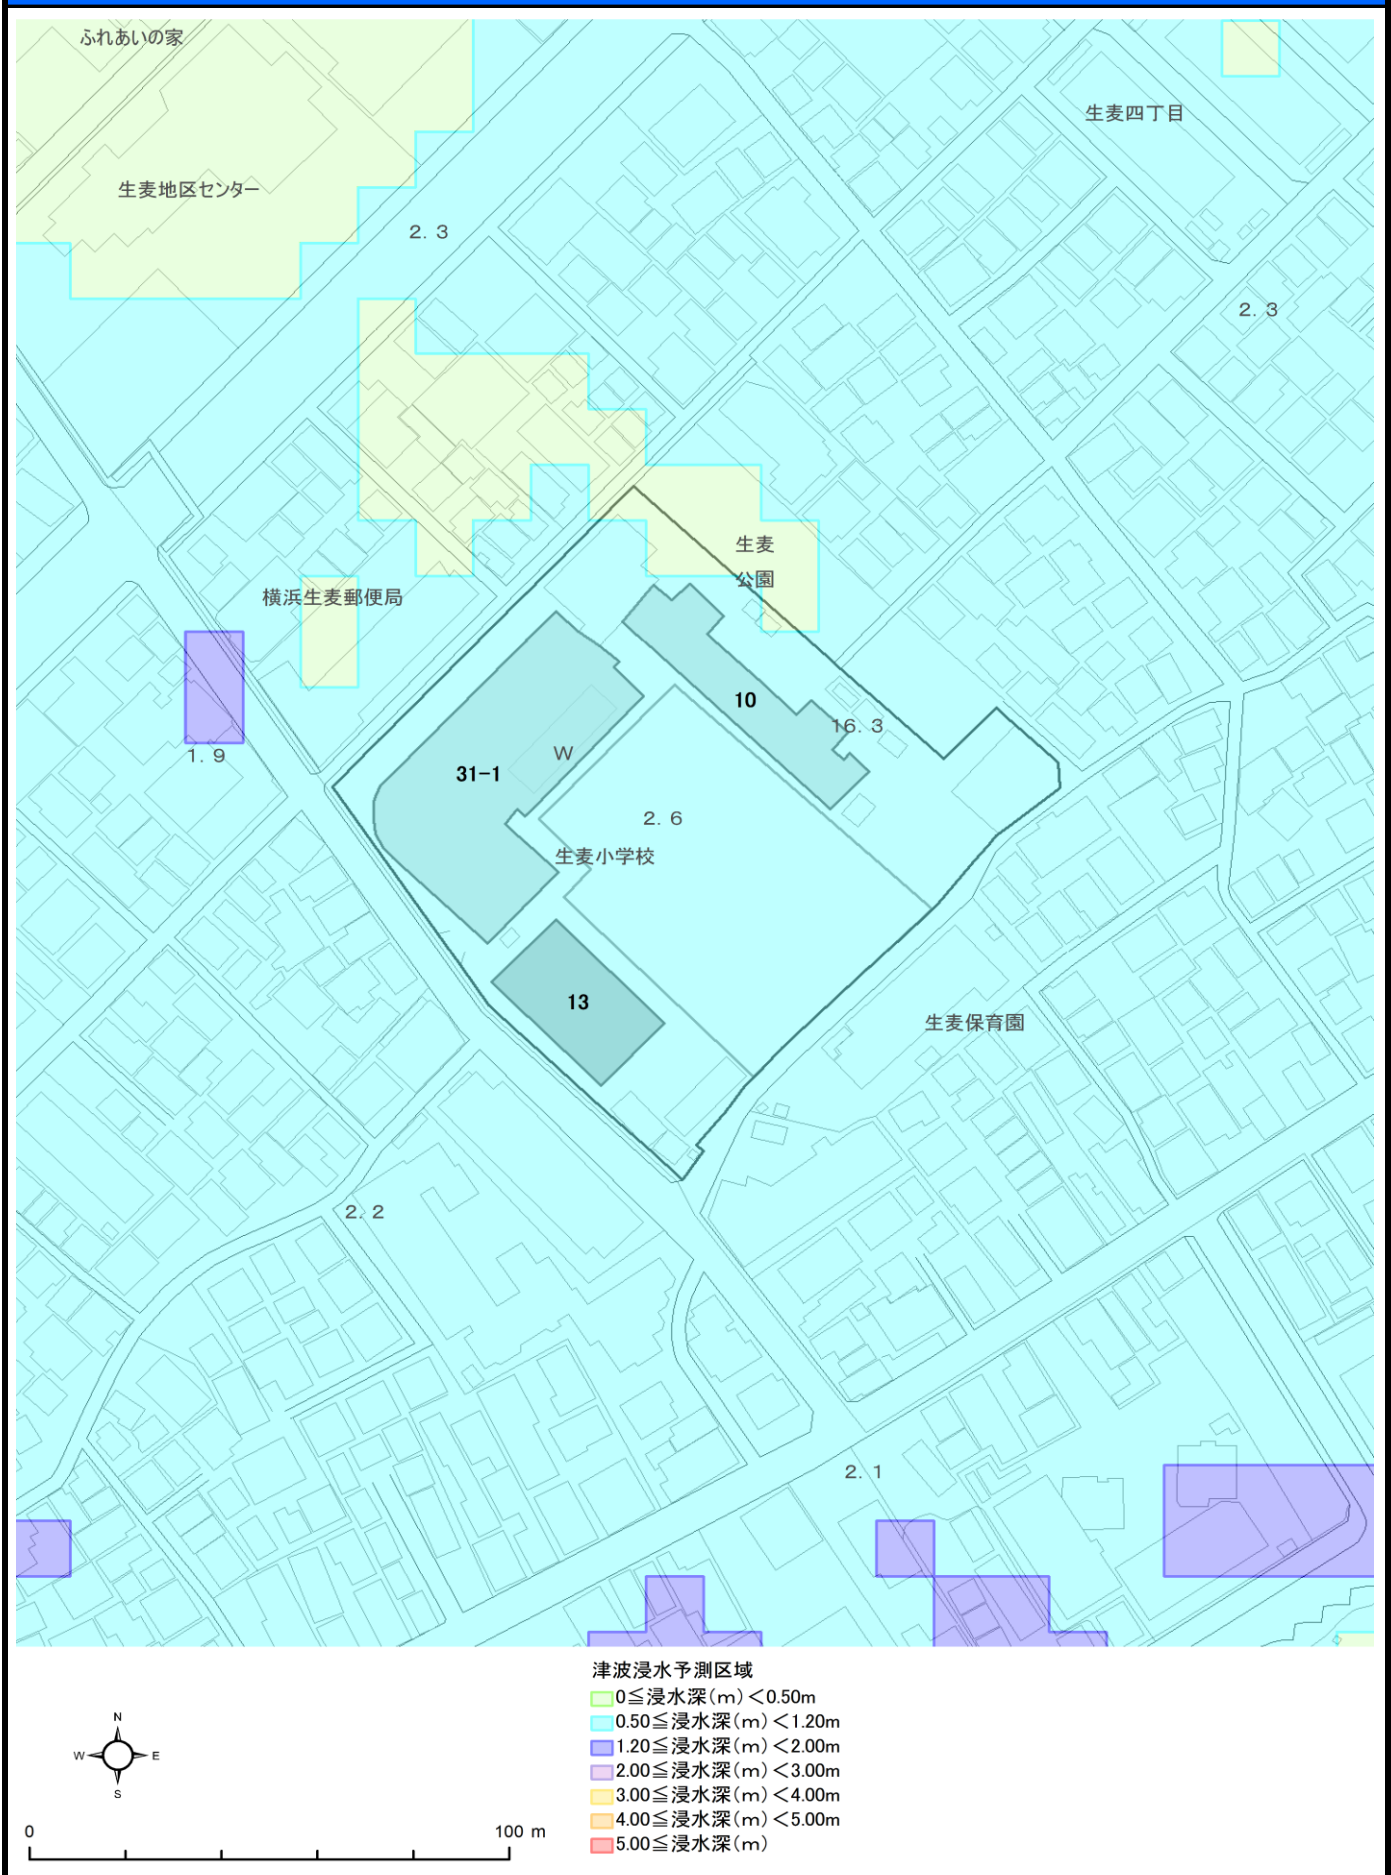 ふれあいの家
生麦四丁目
生麦地区センター
2. 3
2. 3
生麦
公園
横浜生麦郵便局
10
16. 3
W
1. 9
31-1
2. 6
生麦小学校
13
生麦保育園
2. 2
2. 1
津波浸水予測区域
0≦浸水深(m)<0.50m
0.50≦浸水深(m)<1.20m
1.20≦浸水深(m)<2.00m
2.00≦浸水深(m)<3.00m
3.00≦浸水深(m)<4.00m
4.00≦浸水深(m)<5.00m
5.00≦浸水深(m)
N
W E
S
0 100 m